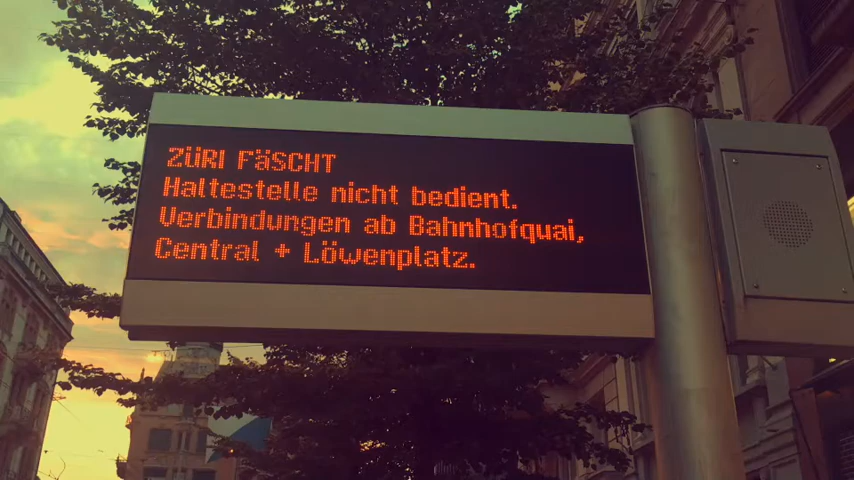 ZüRI FäSCHT
Haltestelle nicht bedient.
Verbindungen ab Bahnhofquai,
Central + Löwenplatz.